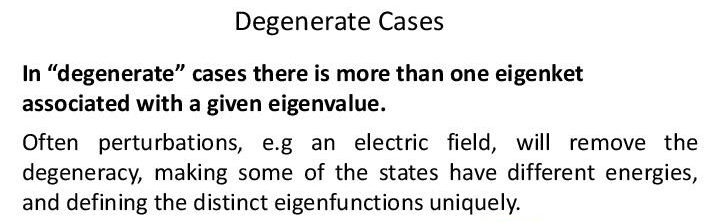 Degenerate Cases
In “degenerate” cases there is more than one eigenket
associated with a given eigenvalue.
Often perturbations, e.g an electric field, will remove the
degeneracy, making some of the states have different energies,
and defining the distinct eigenfunctions uniquely.